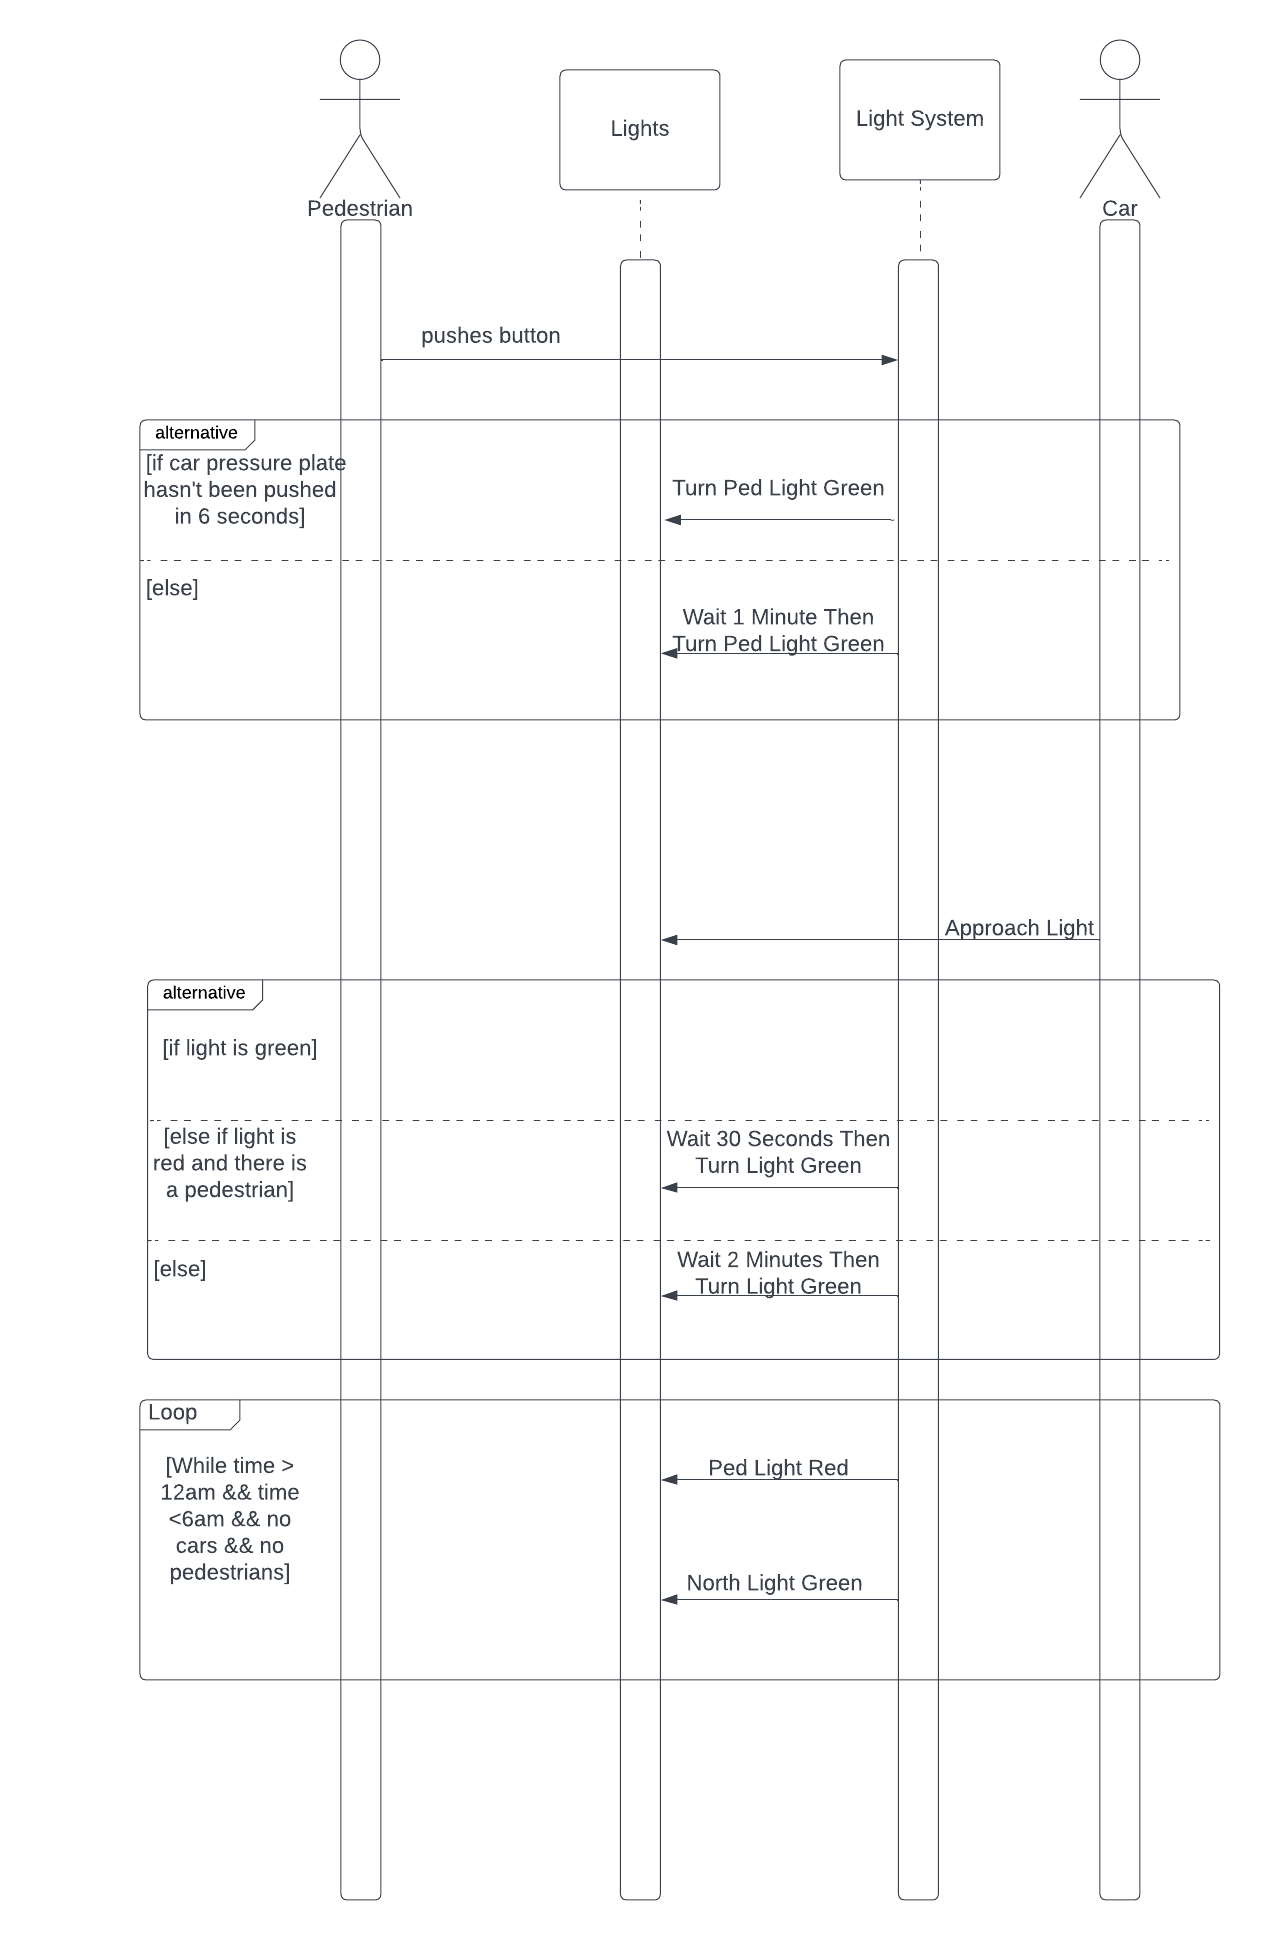 Lights
Light System
Pedestrian
Car
pushes button
alternative
[if car pressure plate
hasn't been pushed
in 6 seconds]
Turn Ped Light Green
[else]
Wait 1 Minute Then
Turn Ped Light Green
Approach Light
alternative
[if light is green]
[else if light is
red and there is
a pedestrian]
Wait 30 Seconds Then
Turn Light Green
[else]
Wait 2 Minutes Then
Turn Light Green
Loop
[While time >
12am && time
<6am && no
cars && no
pedestrians]
Ped Light Red
North Light Green